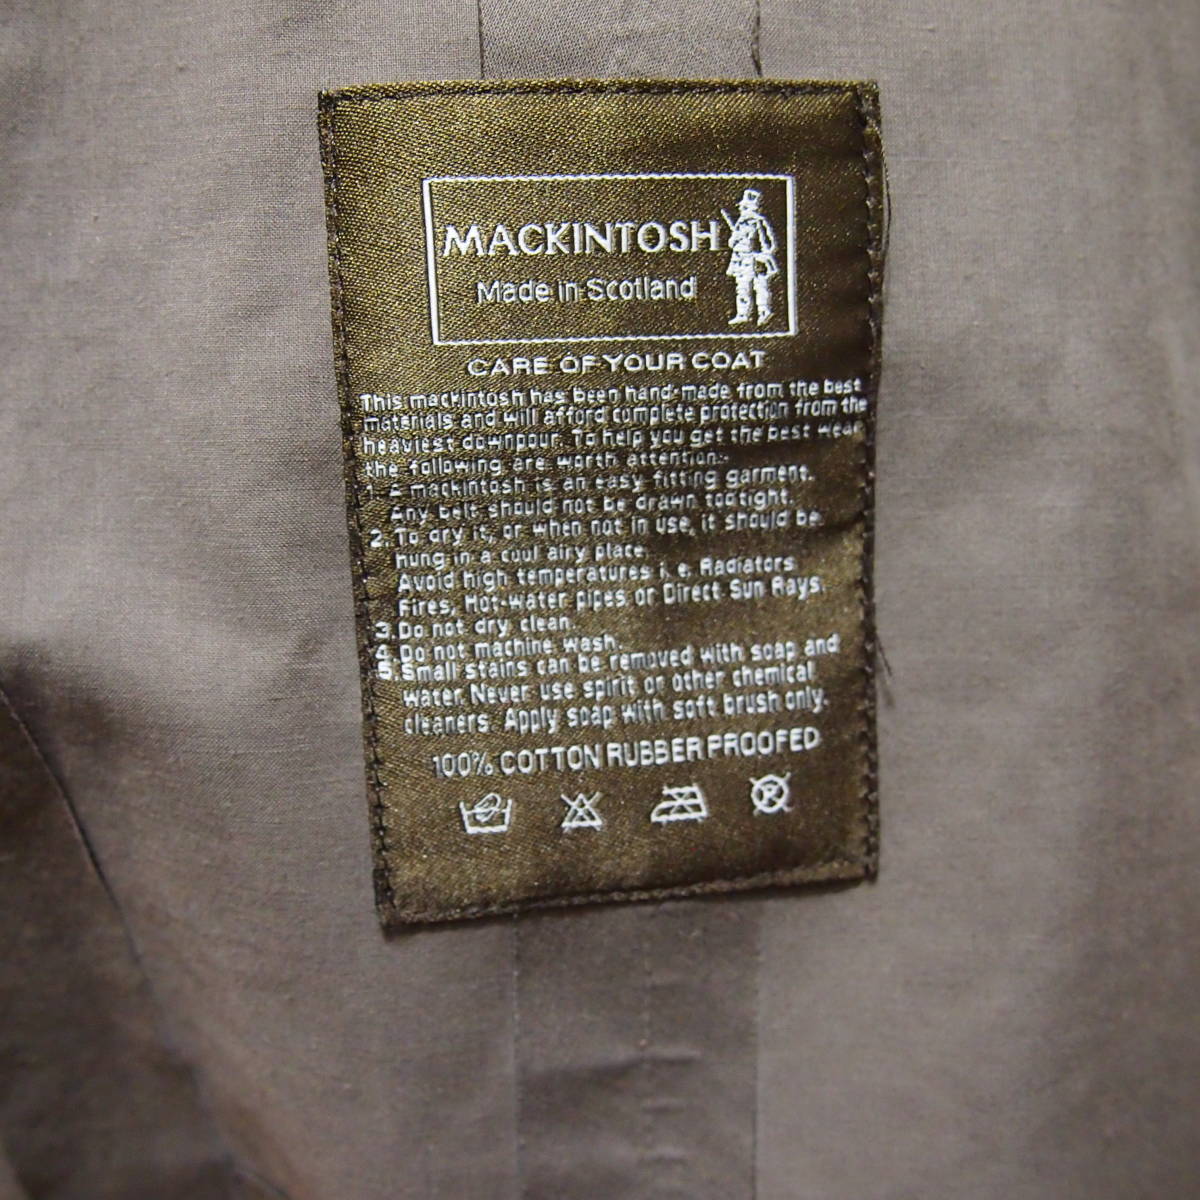 MACKINTOSH
Made in Scotland
CARE OF YOUR COAT
This mackintosh has been hand-made from the best
materials and will afford complete protection from the
heaviest downpour. To help you get the best wear
the following are worth attention:-
1. A mackintosh is an easy fitting garment.
Any belt should not be drawn too tight.
2. To dry it, or when not in use, it should be
hung in a cool airy place.
Avoid high temperatures i.e. Radiators
Fires, Hot-water pipes or Direct Sun Rays.
3. Do not dry clean.
4. Do not machine wash.
5. Small stains can be removed with soap and
water. Never use spirit or other chemical
cleaners. Apply soap with soft brush only.
100% COTTON RUBBER PROOFED